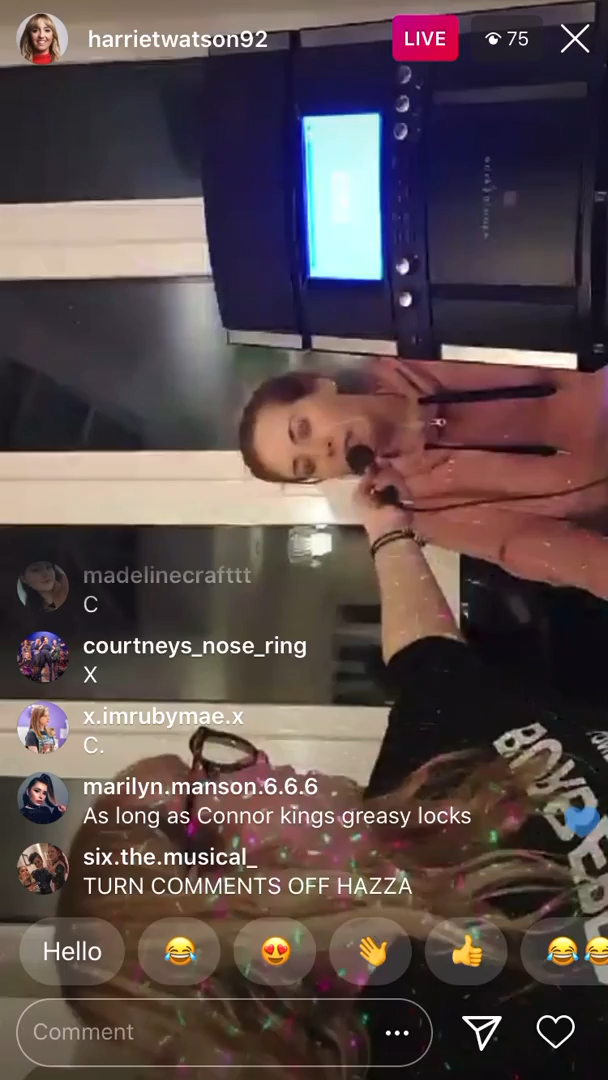 harrietwatson92
LIVE
75
madelinecrafttt
C
courtneys_nose_ring
X
x.imrubymae.x
C.
marilyn.manson.6.6.6
As long as Connor kings greasy locks
six.the.musical_
TURN COMMENTS OFF HAZZA
Hello
Comment